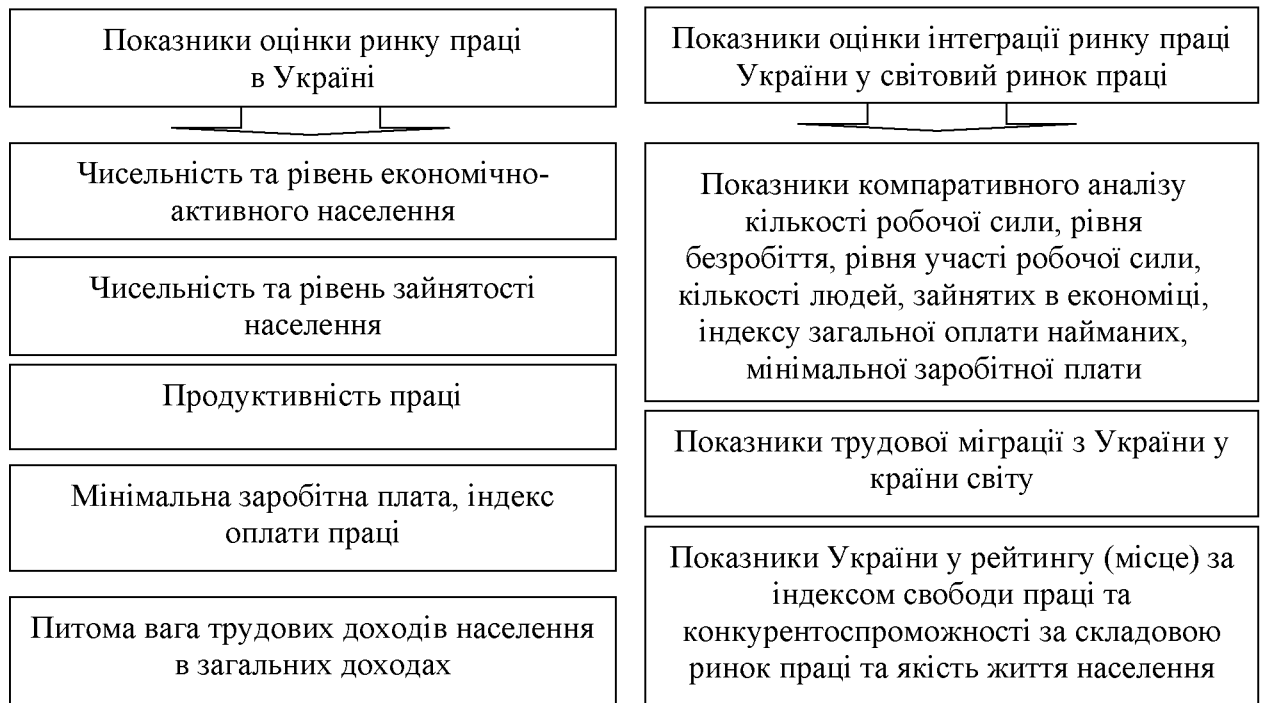 Показники оцінки ринку праці
в Україні
Чисельність та рівень економічно-
активного населення
Чисельність та рівень зайнятості
населення
Продуктивність праці
Мінімальна заробітна плата, індекс
оплати праці
Питома вага трудових доходів населення
в загальних доходах
Показники оцінки інтеграції ринку праці
України у світовий ринок праці
Показники компаративного аналізу
кількості робочої сили, рівня
безробіття, рівня участі робочої сили,
кількості людей, зайнятих в економіці,
індексу загальної оплати найманих,
мінімальної заробітної плати
Показники трудової міграції з України у
країни світу
Показники України у рейтингу (місце) за
індексом свободи праці та
конкурентоспроможності за складовою
ринок праці та якість життя населення